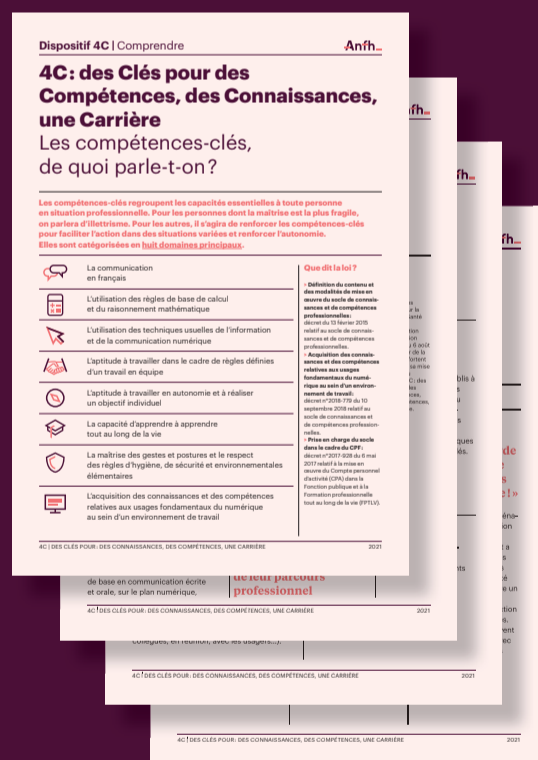 Dispositif 4C | Comprendre
Anfh_
4C : des Clés pour des
Compétences, des Connaissances,
une Carrière
Les compétences-clés,
de quoi parle-t-on ?
Les compétences-clés regroupent les capacités essentielles à toute personne
en situation professionnelle. Pour les personnes dont la maîtrise est la plus fragile,
on parlera d'illettrisme. Pour les autres, il s'agira de renforcer les compétences-clés
pour faciliter l'action dans des situations variées et renforcer l'autonomie.
Elles sont catégorisées en huit domaines principaux.
La communication
en français
L'utilisation des règles de base de calcul
et du raisonnement mathématique
L'utilisation des techniques usuelles de l'information
et de la communication numérique
L'aptitude à travailler dans le cadre de règles définies
d'un travail en équipe
L'aptitude à travailler en autonomie et à réaliser
un objectif individuel
La capacité d'apprendre à apprendre
tout au long de la vie
La maîtrise des gestes et postures et le respect
des règles d'hygiène, de sécurité et environnementales
élémentaires
L'acquisition des connaissances et des compétences
relatives aux usages fondamentaux du numérique
au sein d'un environnement de travail
Que dit la loi ?
› Définition du contenu et
des modalités de mise en
œuvre du socle de connais-
sances et de compétences
professionnelles :
décret du 13 février 2015
relatif au socle de connais-
sances et de compétences
professionnelles.
› Acquisition des connais-
sances et des compétences
relatives aux usages
fondamentaux du numé-
rique au sein d'un environ-
nement de travail :
décret n°2018-779 du 10
septembre 2018 relatif au
socle de connaissances et
de compétences profession-
nelles.
› Prise en charge du socle
dans le cadre du CPF :
décret n°2017-928 du 6 mai
2017 relatif à la mise en
œuvre du Compte personnel
d'activité (CPA) dans la
Fonction publique et à la
Formation professionnelle
tout au long de la vie (FPTLV).
4C | DES CLÉS POUR : DES CONNAISSANCES, DES COMPÉTENCES, UNE CARRIÈRE
2021
de base en communication écrite
et orale, sur le plan numérique,
de leur parcours
professionnel
4C | DES CLÉS POUR : DES CONNAISSANCES, DES COMPÉTENCES, UNE CARRIÈRE
2021
collègues, en réunion, avec les usagers…).
4C | DES CLÉS POUR : DES CONNAISSANCES, DES COMPÉTENCES, UNE CARRIÈRE
2021
4C | DES CLÉS POUR : DES CONNAISSANCES, DES COMPÉTENCES, UNE CARRIÈRE
2021